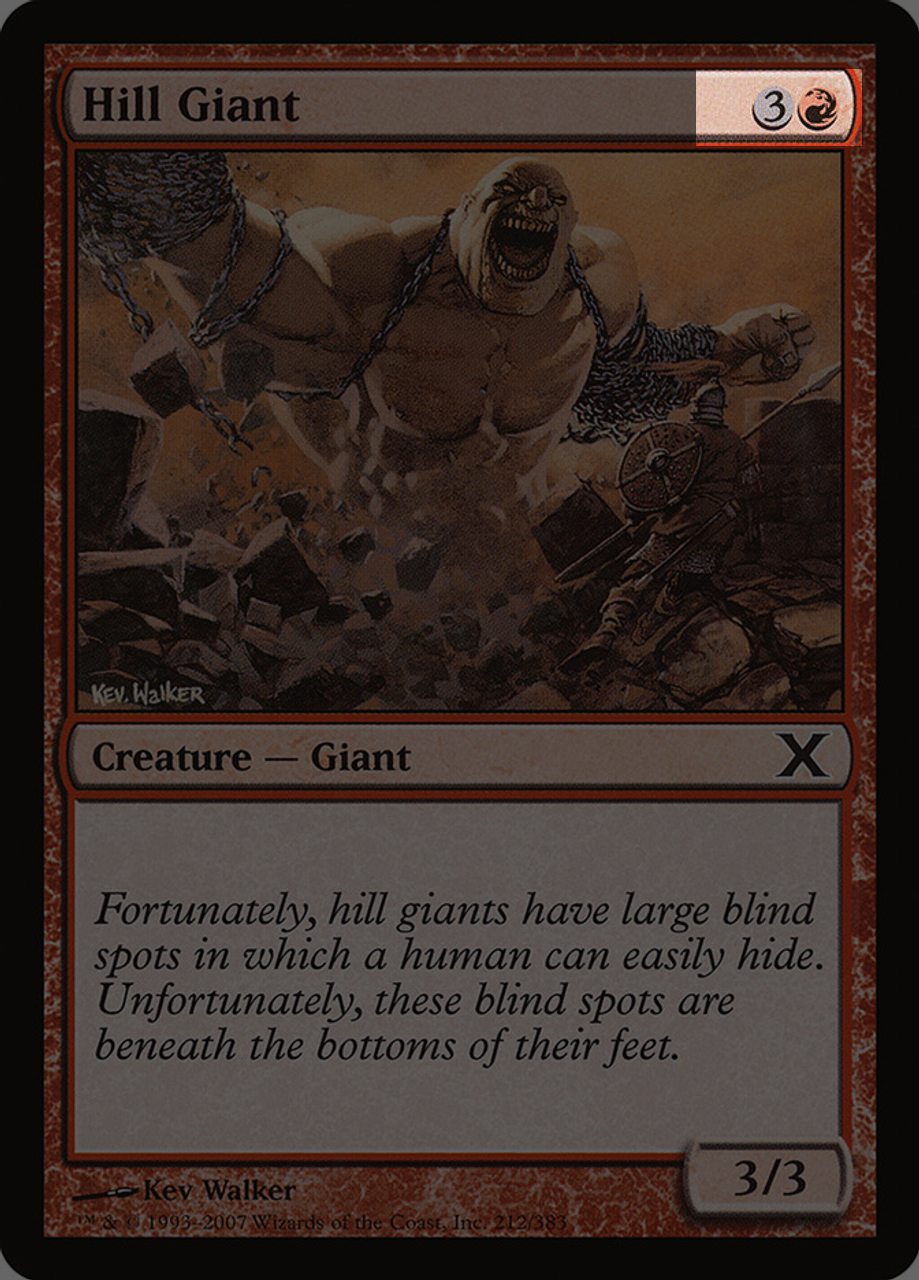 Hill Giant 3
KEV. WALKER
Creature — Giant X
Fortunately, hill giants have large blind
spots in which a human can easily hide.
Unfortunately, these blind spots are
beneath the bottoms of their feet.
3/3
Kev Walker
™ & © 1993–2007 Wizards of the Coast, Inc. 212/383